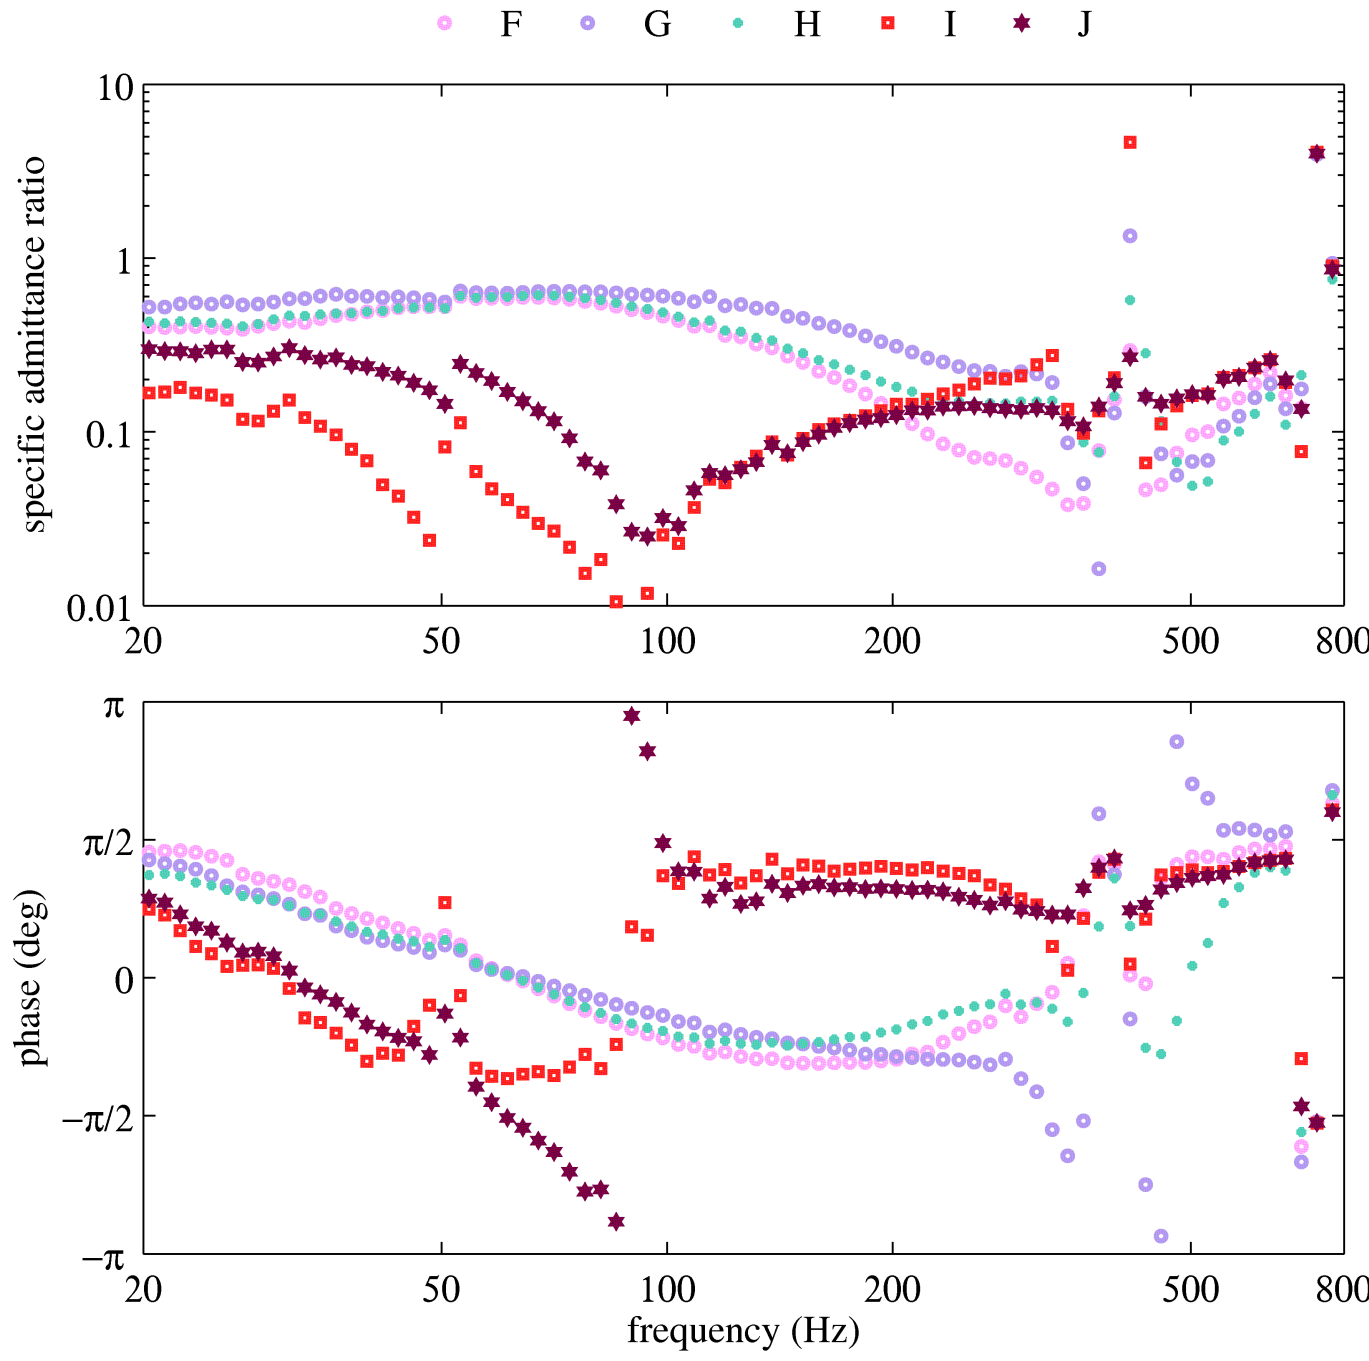 F G H I J
10
1
0.1
0.01
specific admittance ratio
20 50 100 200 500 800
π
π/2
0
−π/2
−π
phase (deg)
20 50 100 200 500 800
frequency (Hz)